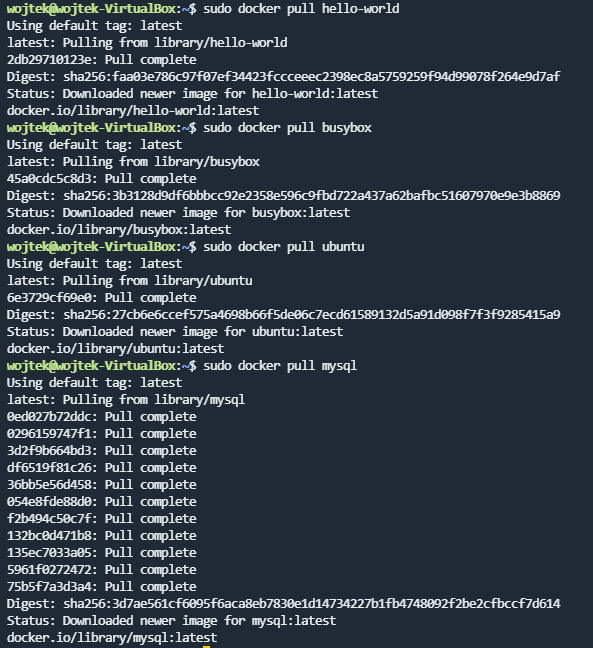 wojtek@wojtek-VirtualBox:~$ sudo docker pull hello-world
Using default tag: latest
latest: Pulling from library/hello-world
2db29710123e: Pull complete
Digest: sha256:faa03e786c97f07ef34423fccceeec2398ec8a5759259f94d99078f264e9d7af
Status: Downloaded newer image for hello-world:latest
docker.io/library/hello-world:latest
wojtek@wojtek-VirtualBox:~$ sudo docker pull busybox
Using default tag: latest
latest: Pulling from library/busybox
45a0cdc5c8d3: Pull complete
Digest: sha256:3b3128d9df6bbbcc92e2358e596c9fbd722a437a62bafbc51607970e9e3b8869
Status: Downloaded newer image for busybox:latest
docker.io/library/busybox:latest
wojtek@wojtek-VirtualBox:~$ sudo docker pull ubuntu
Using default tag: latest
latest: Pulling from library/ubuntu
6e3729cf69e0: Pull complete
Digest: sha256:27cb6e6ccef575a4698b66f5de06c7ecd61589132d5a91d098f7f3f9285415a9
Status: Downloaded newer image for ubuntu:latest
docker.io/library/ubuntu:latest
wojtek@wojtek-VirtualBox:~$ sudo docker pull mysql
Using default tag: latest
latest: Pulling from library/mysql
0ed027b72ddc: Pull complete
0296159747f1: Pull complete
3d2f9b664bd3: Pull complete
df6519f81c26: Pull complete
36bb5e56d458: Pull complete
054e8fde88d0: Pull complete
f2b494c50c7f: Pull complete
132bc0d471b8: Pull complete
135ec7033a05: Pull complete
5961f0272472: Pull complete
75b5f7a3d3a4: Pull complete
Digest: sha256:3d7ae561cf6095f6aca8eb7830e1d14734227b1fb4748092f2be2cfbccf7d614
Status: Downloaded newer image for mysql:latest
docker.io/library/mysql:latest